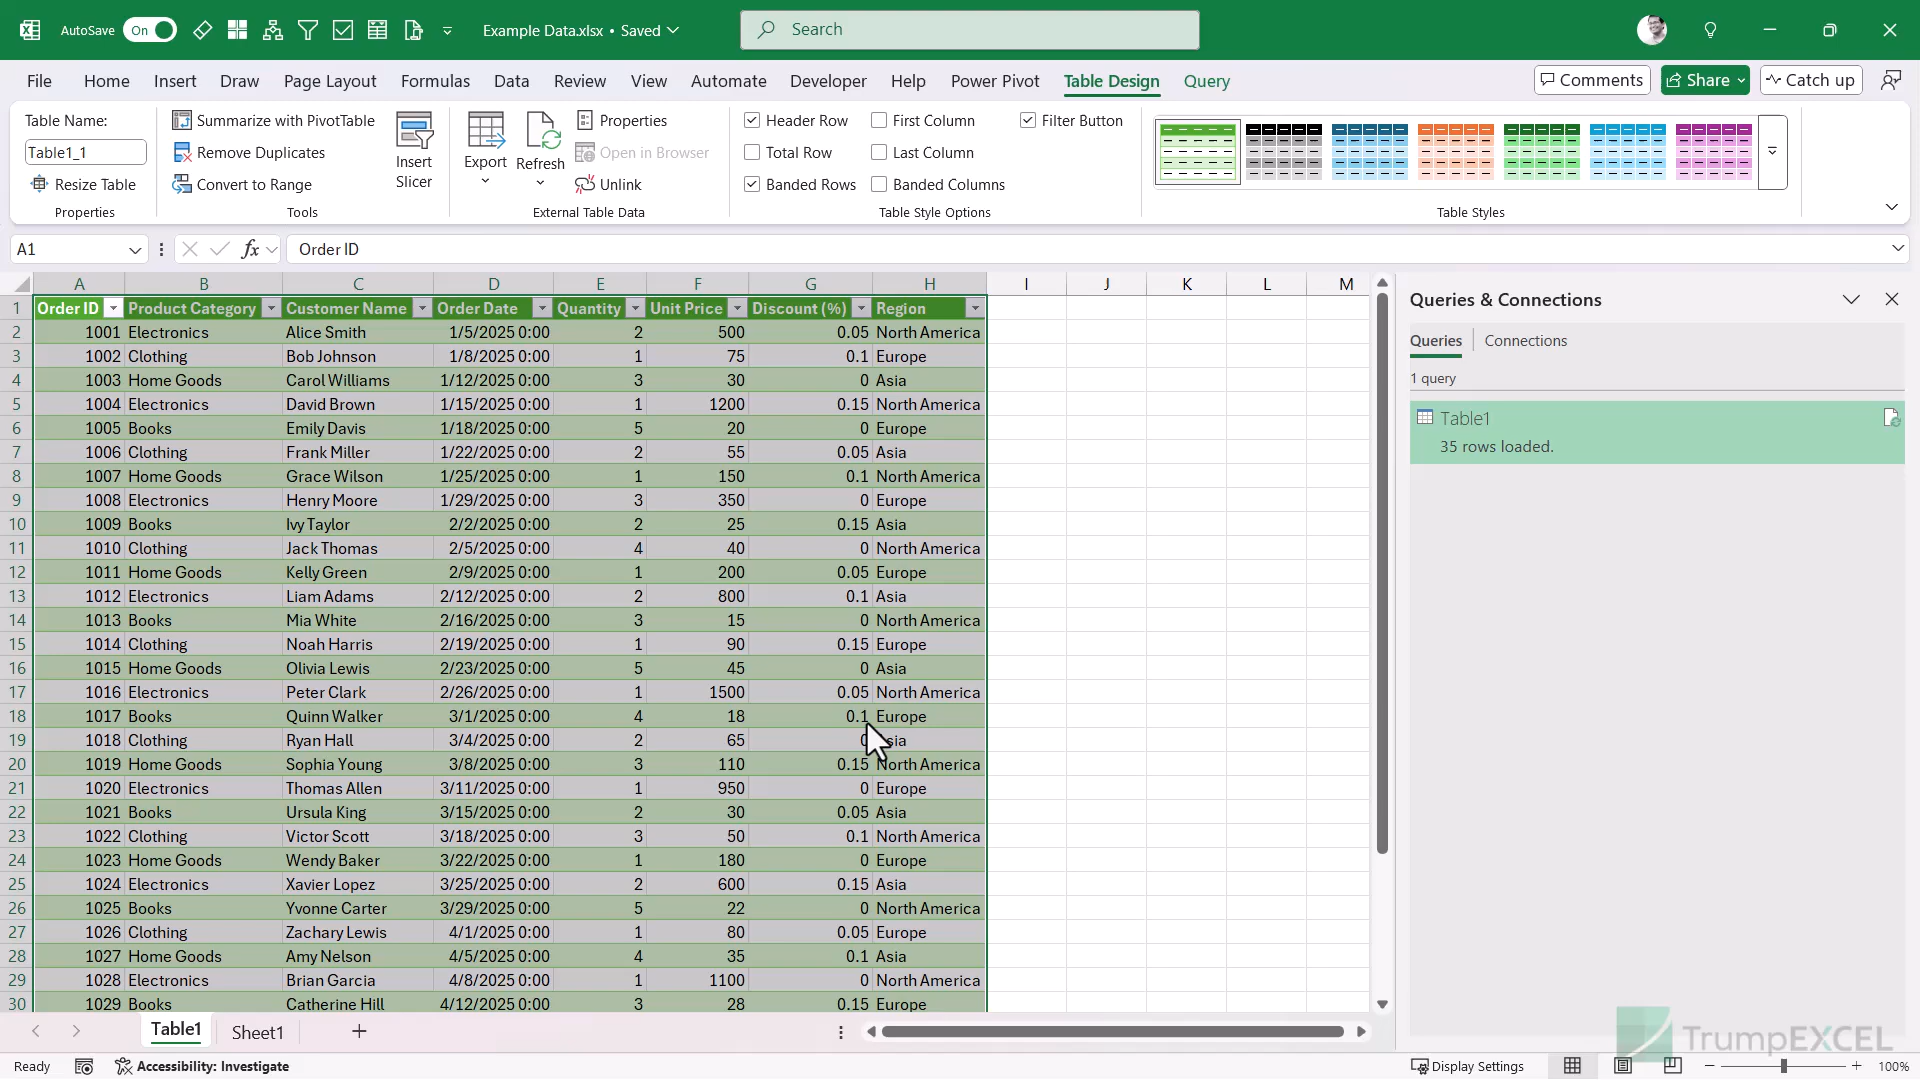 AutoSave On Example Data.xlsx • Saved Search
File Home Insert Draw Page Layout Formulas Data Review View Automate Developer Help Power Pivot Table Design Query Comments Share Catch up
Table Name:
Table1_1
Resize Table
Properties
Summarize with PivotTable
Remove Duplicates
Convert to Range
Tools
Insert
Slicer
Export
Refresh
Properties
Open in Browser
Unlink
External Table Data
Header Row First Column Filter Button
Total Row Last Column
Banded Rows Banded Columns
Table Style Options
Table Styles
A1 fx Order ID
A B C D E F G H I J K L M
1 Order ID Product Category Customer Name Order Date Quantity Unit Price Discount (%) Region
2 1001 Electronics Alice Smith 1/5/2025 0:00 2 500 0.05 North America
3 1002 Clothing Bob Johnson 1/8/2025 0:00 1 75 0.1 Europe
4 1003 Home Goods Carol Williams 1/12/2025 0:00 3 30 0 Asia
5 1004 Electronics David Brown 1/15/2025 0:00 1 1200 0.15 North America
6 1005 Books Emily Davis 1/18/2025 0:00 5 20 0 Europe
7 1006 Clothing Frank Miller 1/22/2025 0:00 2 55 0.05 Asia
8 1007 Home Goods Grace Wilson 1/25/2025 0:00 1 150 0.1 North America
9 1008 Electronics Henry Moore 1/29/2025 0:00 3 350 0 Europe
10 1009 Books Ivy Taylor 2/2/2025 0:00 2 25 0.15 Asia
11 1010 Clothing Jack Thomas 2/5/2025 0:00 4 40 0 North America
12 1011 Home Goods Kelly Green 2/9/2025 0:00 1 200 0.05 Europe
13 1012 Electronics Liam Adams 2/12/2025 0:00 2 800 0.1 Asia
14 1013 Books Mia White 2/16/2025 0:00 3 15 0 North America
15 1014 Clothing Noah Harris 2/19/2025 0:00 1 90 0.15 Europe
16 1015 Home Goods Olivia Lewis 2/23/2025 0:00 5 45 0 Asia
17 1016 Electronics Peter Clark 2/26/2025 0:00 1 1500 0.05 North America
18 1017 Books Quinn Walker 3/1/2025 0:00 4 18 0.1 Europe
19 1018 Clothing Ryan Hall 3/4/2025 0:00 2 65 0 Asia
20 1019 Home Goods Sophia Young 3/8/2025 0:00 3 110 0.15 North America
21 1020 Electronics Thomas Allen 3/11/2025 0:00 1 950 0 Europe
22 1021 Books Ursula King 3/15/2025 0:00 2 30 0.05 Asia
23 1022 Clothing Victor Scott 3/18/2025 0:00 3 50 0.1 North America
24 1023 Home Goods Wendy Baker 3/22/2025 0:00 1 180 0 Europe
25 1024 Electronics Xavier Lopez 3/25/2025 0:00 2 600 0.15 Asia
26 1025 Books Yvonne Carter 3/29/2025 0:00 5 22 0 North America
27 1026 Clothing Zachary Lewis 4/1/2025 0:00 1 80 0.05 Europe
28 1027 Home Goods Amy Nelson 4/5/2025 0:00 4 35 0.1 Asia
29 1028 Electronics Brian Garcia 4/8/2025 0:00 1 1100 0 North America
30 1029 Books Catherine Hill 4/12/2025 0:00 3 28 0.15 Europe
Queries & Connections
Queries Connections
1 query
Table1
35 rows loaded.
Table1 Sheet1
TrumpEXCEL
Ready Accessibility: Investigate Display Settings 100%